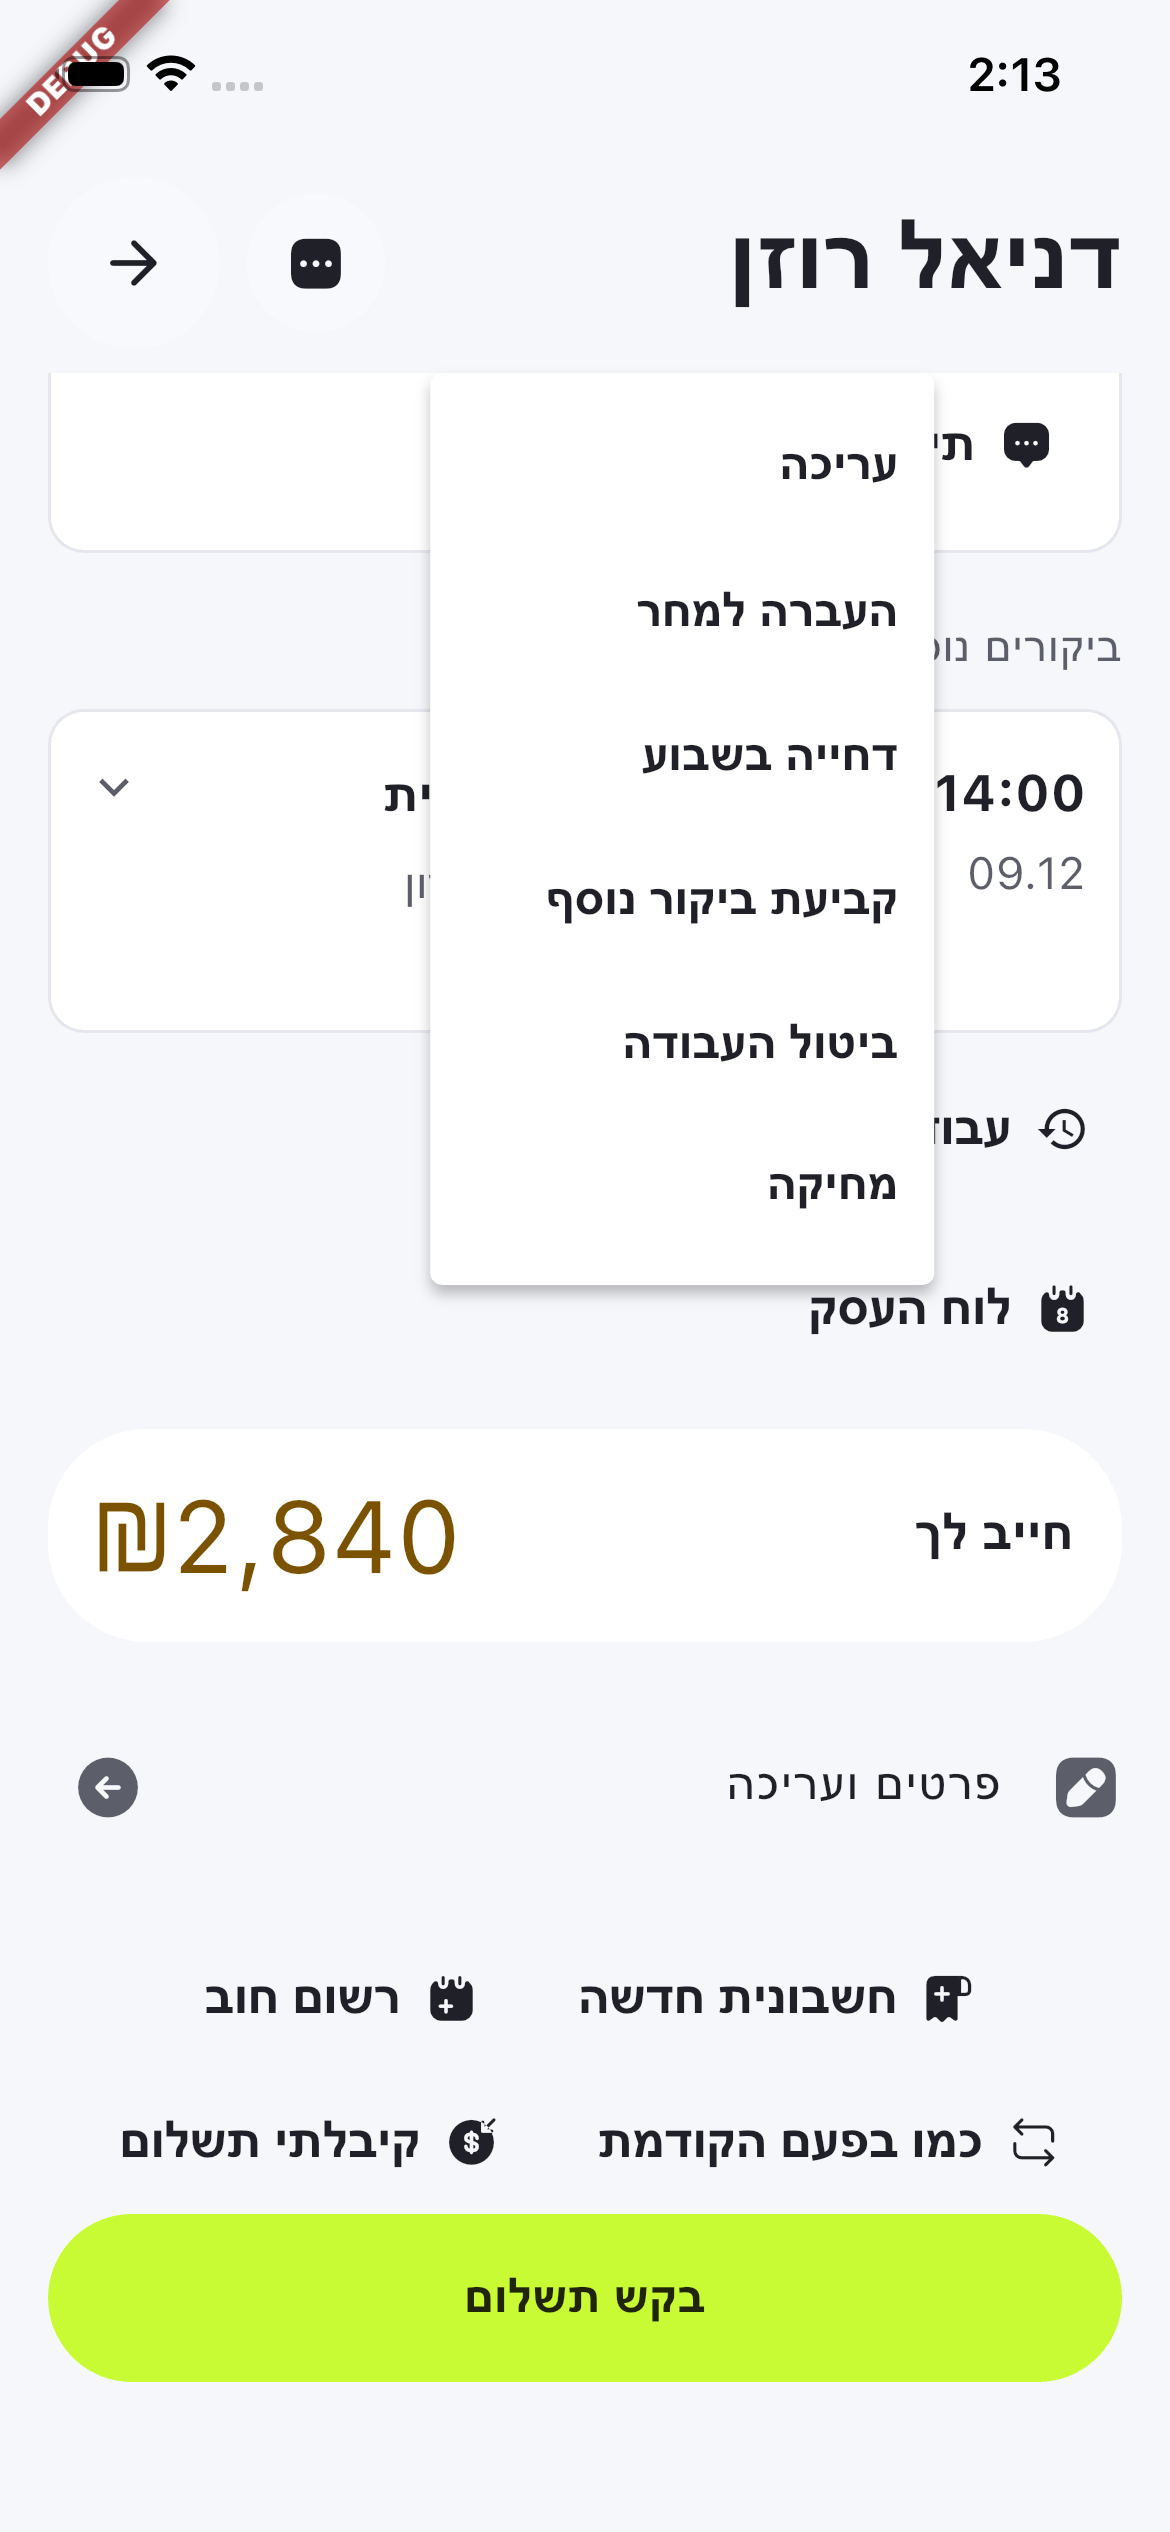 DEBUG
2:13
דניאל רוזן
עריכה
העברה למחר
דחייה בשבוע
קביעת ביקור נוסף
ביטול העבודה
מחיקה
ביקורים
14:00
09.12
לוח העסק
8
חייב לך
₪2,840
פרטים ועריכה
חשבונית חדשה
רשום חוב
כמו בפעם הקודמת
קיבלתי תשלום
בקש תשלום